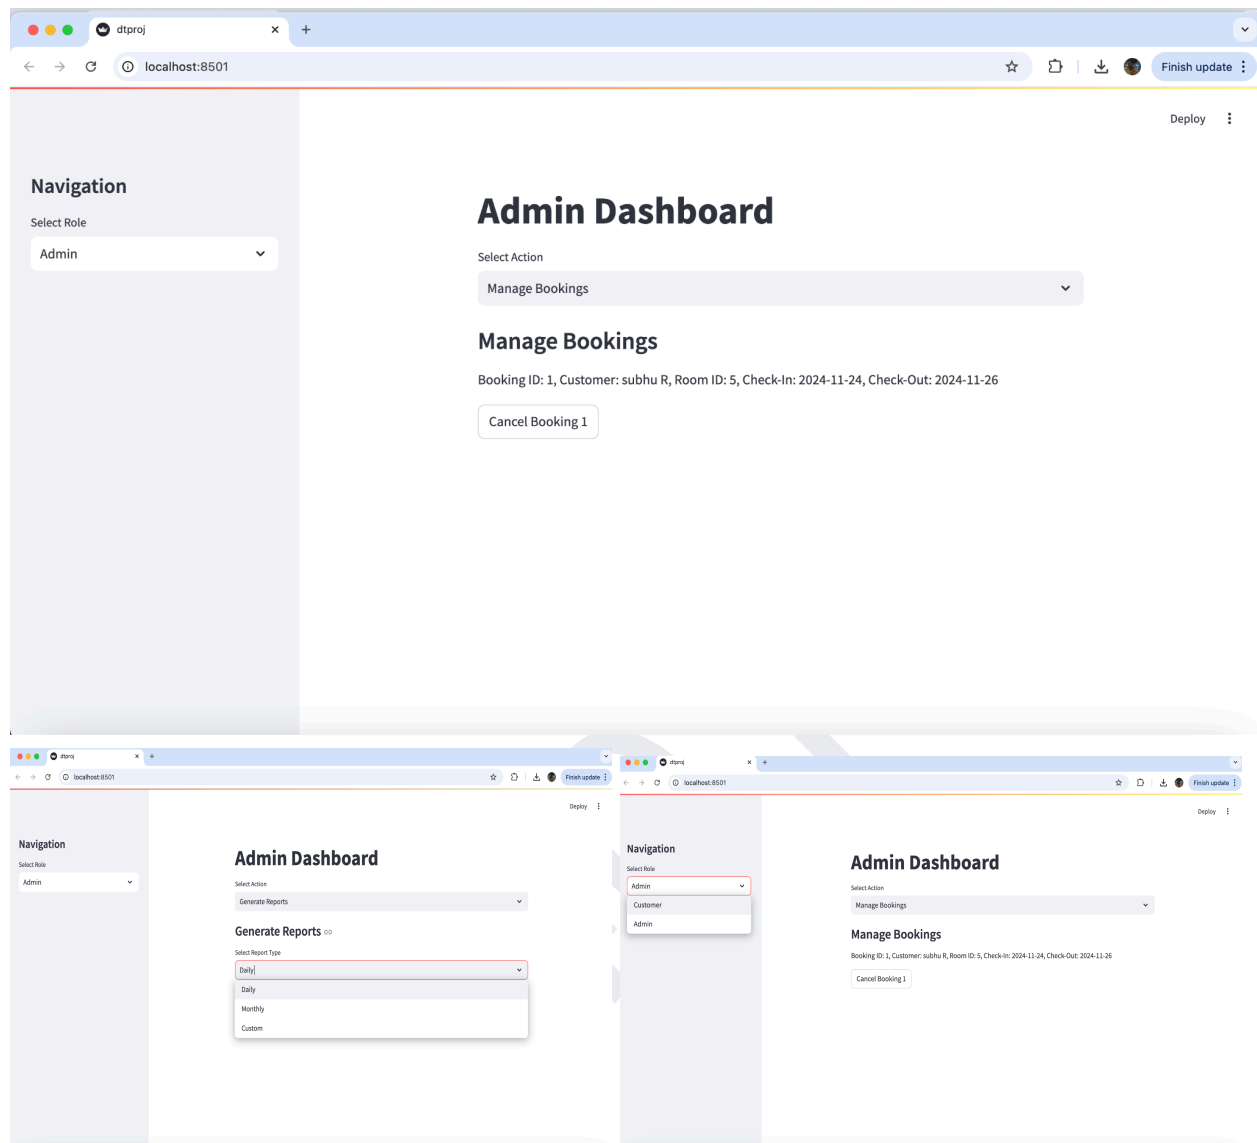 dtproj
localhost:8501
Finish update
Deploy
Navigation
Select Role
Admin
Admin Dashboard
Select Action
Manage Bookings
Manage Bookings
Booking ID: 1, Customer: subhu R, Room ID: 5, Check-In: 2024-11-24, Check-Out: 2024-11-26
Cancel Booking 1
dtproj
localhost:8501
Finish update
Deploy
Navigation
Select Role
Admin
Admin Dashboard
Select Action
Generate Reports
Generate Reports
Select Report Type
Daily
Daily
Monthly
Custom
dtproj
localhost:8501
Finish update
Deploy
Navigation
Select Role
Admin
Customer
Admin
Admin Dashboard
Select Action
Manage Bookings
Manage Bookings
Booking ID: 1, Customer: subhu R, Room ID: 5, Check-In: 2024-11-24, Check-Out: 2024-11-26
Cancel Booking 1